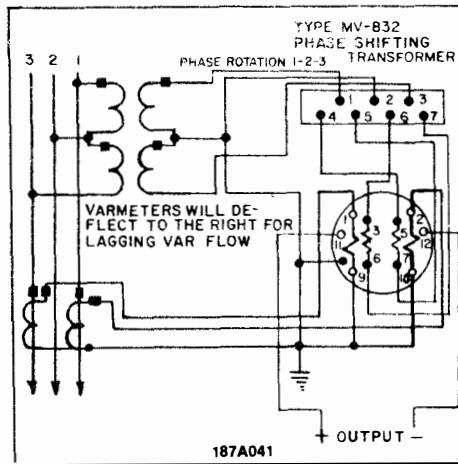 TYPE MV-832
PHASE SHIFTING
TRANSFORMER
PHASE ROTATION 1-2-3
3 2 1
1 2 3
4 5 6 7
VARMETERS WILL DE-
FLECT TO THE RIGHT FOR
LAGGING VAR FLOW
1 2
3 5
11 12
6 7
9 10
+ OUTPUT -
187A041